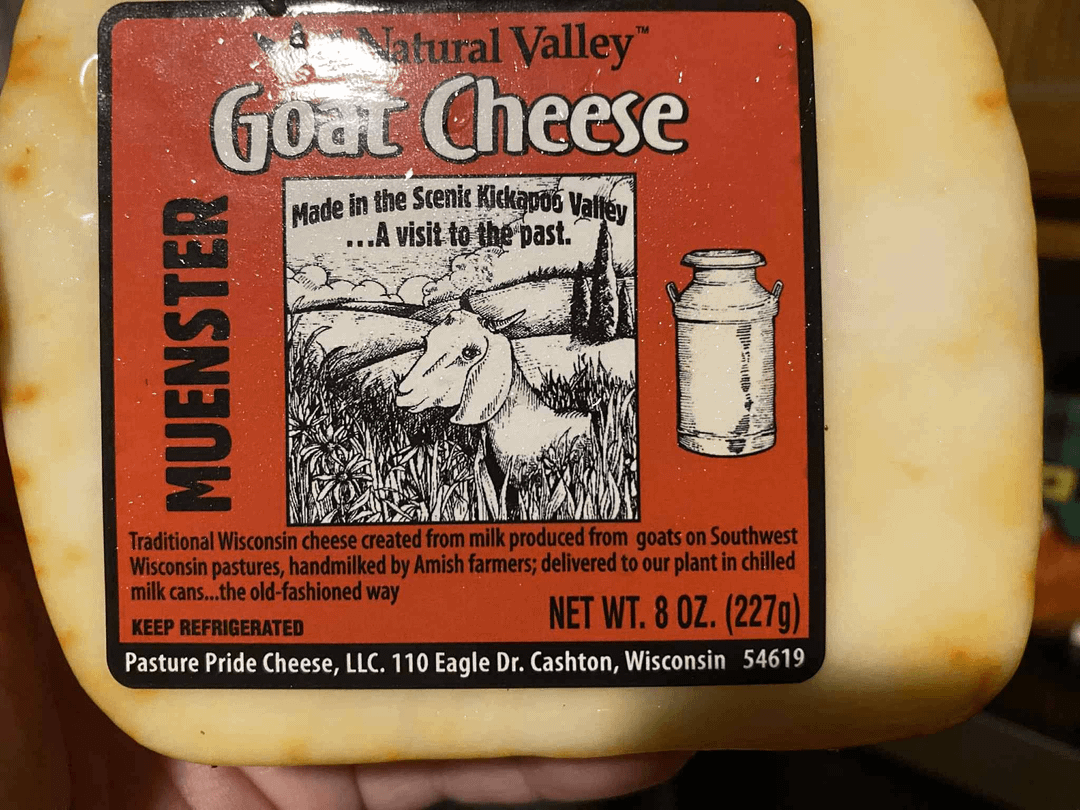 Natural Valley™
Goat Cheese
MUENSTER
Made in the Scenic Kickapoo Valley
...A visit to the past.
Traditional Wisconsin cheese created from milk produced from goats on Southwest
Wisconsin pastures, handmilked by Amish farmers; delivered to our plant in chilled
milk cans...the old-fashioned way
KEEP REFRIGERATED
NET WT. 8 OZ. (227g)
Pasture Pride Cheese, LLC. 110 Eagle Dr. Cashton, Wisconsin 54619